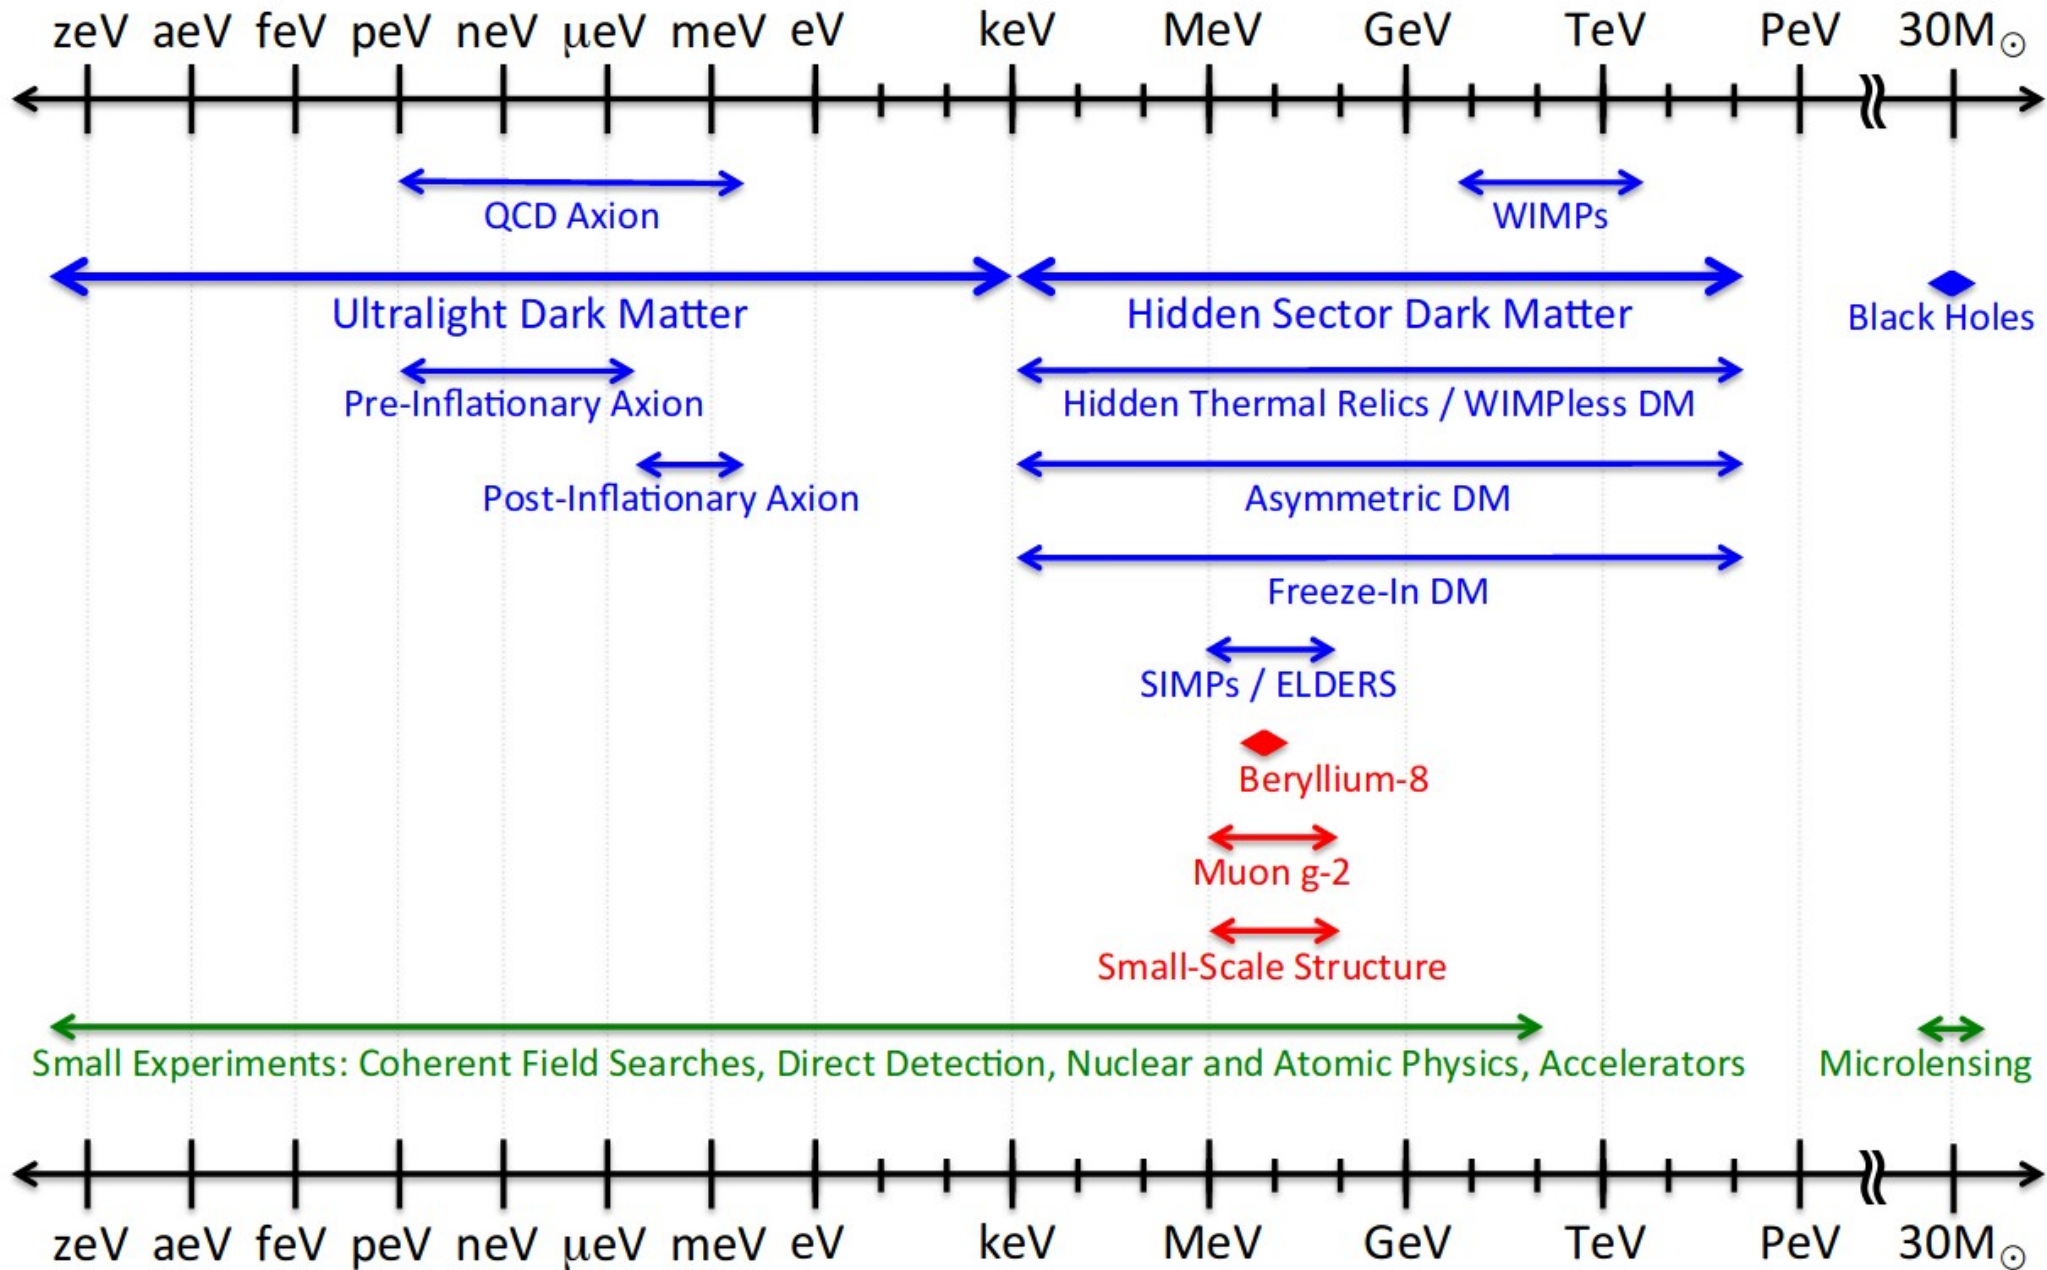 zeV aeV feV peV neV μeV meV eV keV MeV GeV TeV PeV 30M☉
QCD Axion WIMPs
Ultralight Dark Matter Hidden Sector Dark Matter Black Holes
Pre-Inflationary Axion Hidden Thermal Relics / WIMPless DM
Post-Inflationary Axion Asymmetric DM
Freeze-In DM
SIMPs / ELDERS
Beryllium-8
Muon g-2
Small-Scale Structure
Small Experiments: Coherent Field Searches, Direct Detection, Nuclear and Atomic Physics, Accelerators Microlensing
zeV aeV feV peV neV μeV meV eV keV MeV GeV TeV PeV 30M☉